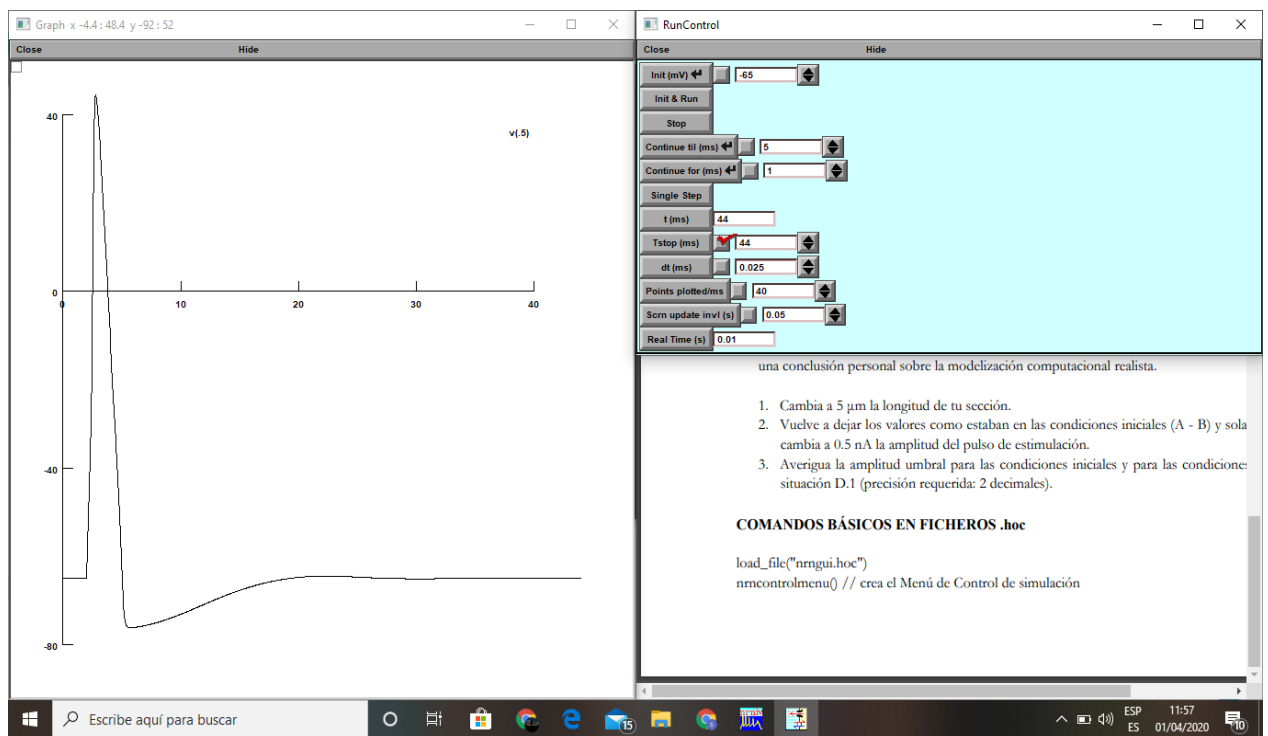 Graph x -4.4 : 48.4 y -92 : 52
Close Hide
40
v(.5)
0
0 10 20 30 40
-40
-80
RunControl
Close Hide
Init (mV) -65
Init & Run
Stop
Continue til (ms) 5
Continue for (ms) 1
Single Step
t (ms) 44
Tstop (ms) 44
dt (ms) 0.025
Points plotted/ms 40
Scrn update invl (s) 0.05
Real Time (s) 0.01
una conclusión personal sobre la modelización computacional realista.
1. Cambia a 5 µm la longitud de tu sección.
2. Vuelve a dejar los valores como estaban en las condiciones iniciales (A - B) y sola
cambia a 0.5 nA la amplitud del pulso de estimulación.
3. Averigua la amplitud umbral para las condiciones iniciales y para las condicione
situación D.1 (precisión requerida: 2 decimales).
COMANDOS BÁSICOS EN FICHEROS .hoc
load_file("nrngui.hoc")
nrncontrolmenu() // crea el Menú de Control de simulación
Escribe aquí para buscar
15
ESP
ES
11:57
01/04/2020
10